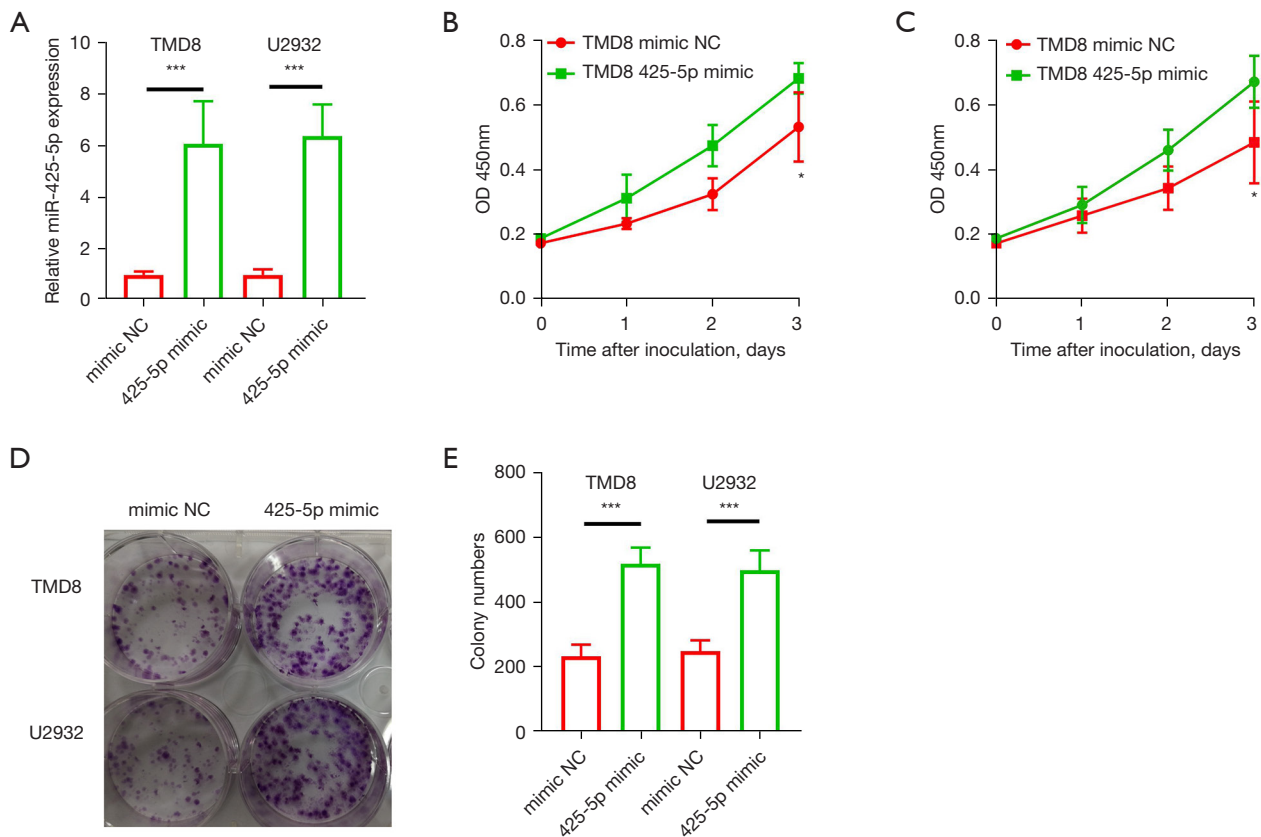 A
Relative miR-425-5p expression
10
8
6
4
2
0
TMD8
***
U2932
***
mimic NC
425-5p mimic
mimic NC
425-5p mimic
B
OD 450nm
0.8
0.6
0.4
0.2
0.0
TMD8 mimic NC
TMD8 425-5p mimic
*
0 1 2 3
Time after inoculation, days
C
OD 450nm
0.8
0.6
0.4
0.2
0.0
TMD8 mimic NC
TMD8 425-5p mimic
*
0 1 2 3
Time after inoculation, days
D
mimic NC 425-5p mimic
TMD8
U2932
E
Colony numbers
800
600
400
200
0
TMD8
***
U2932
***
mimic NC
425-5p mimic
mimic NC
425-5p mimic